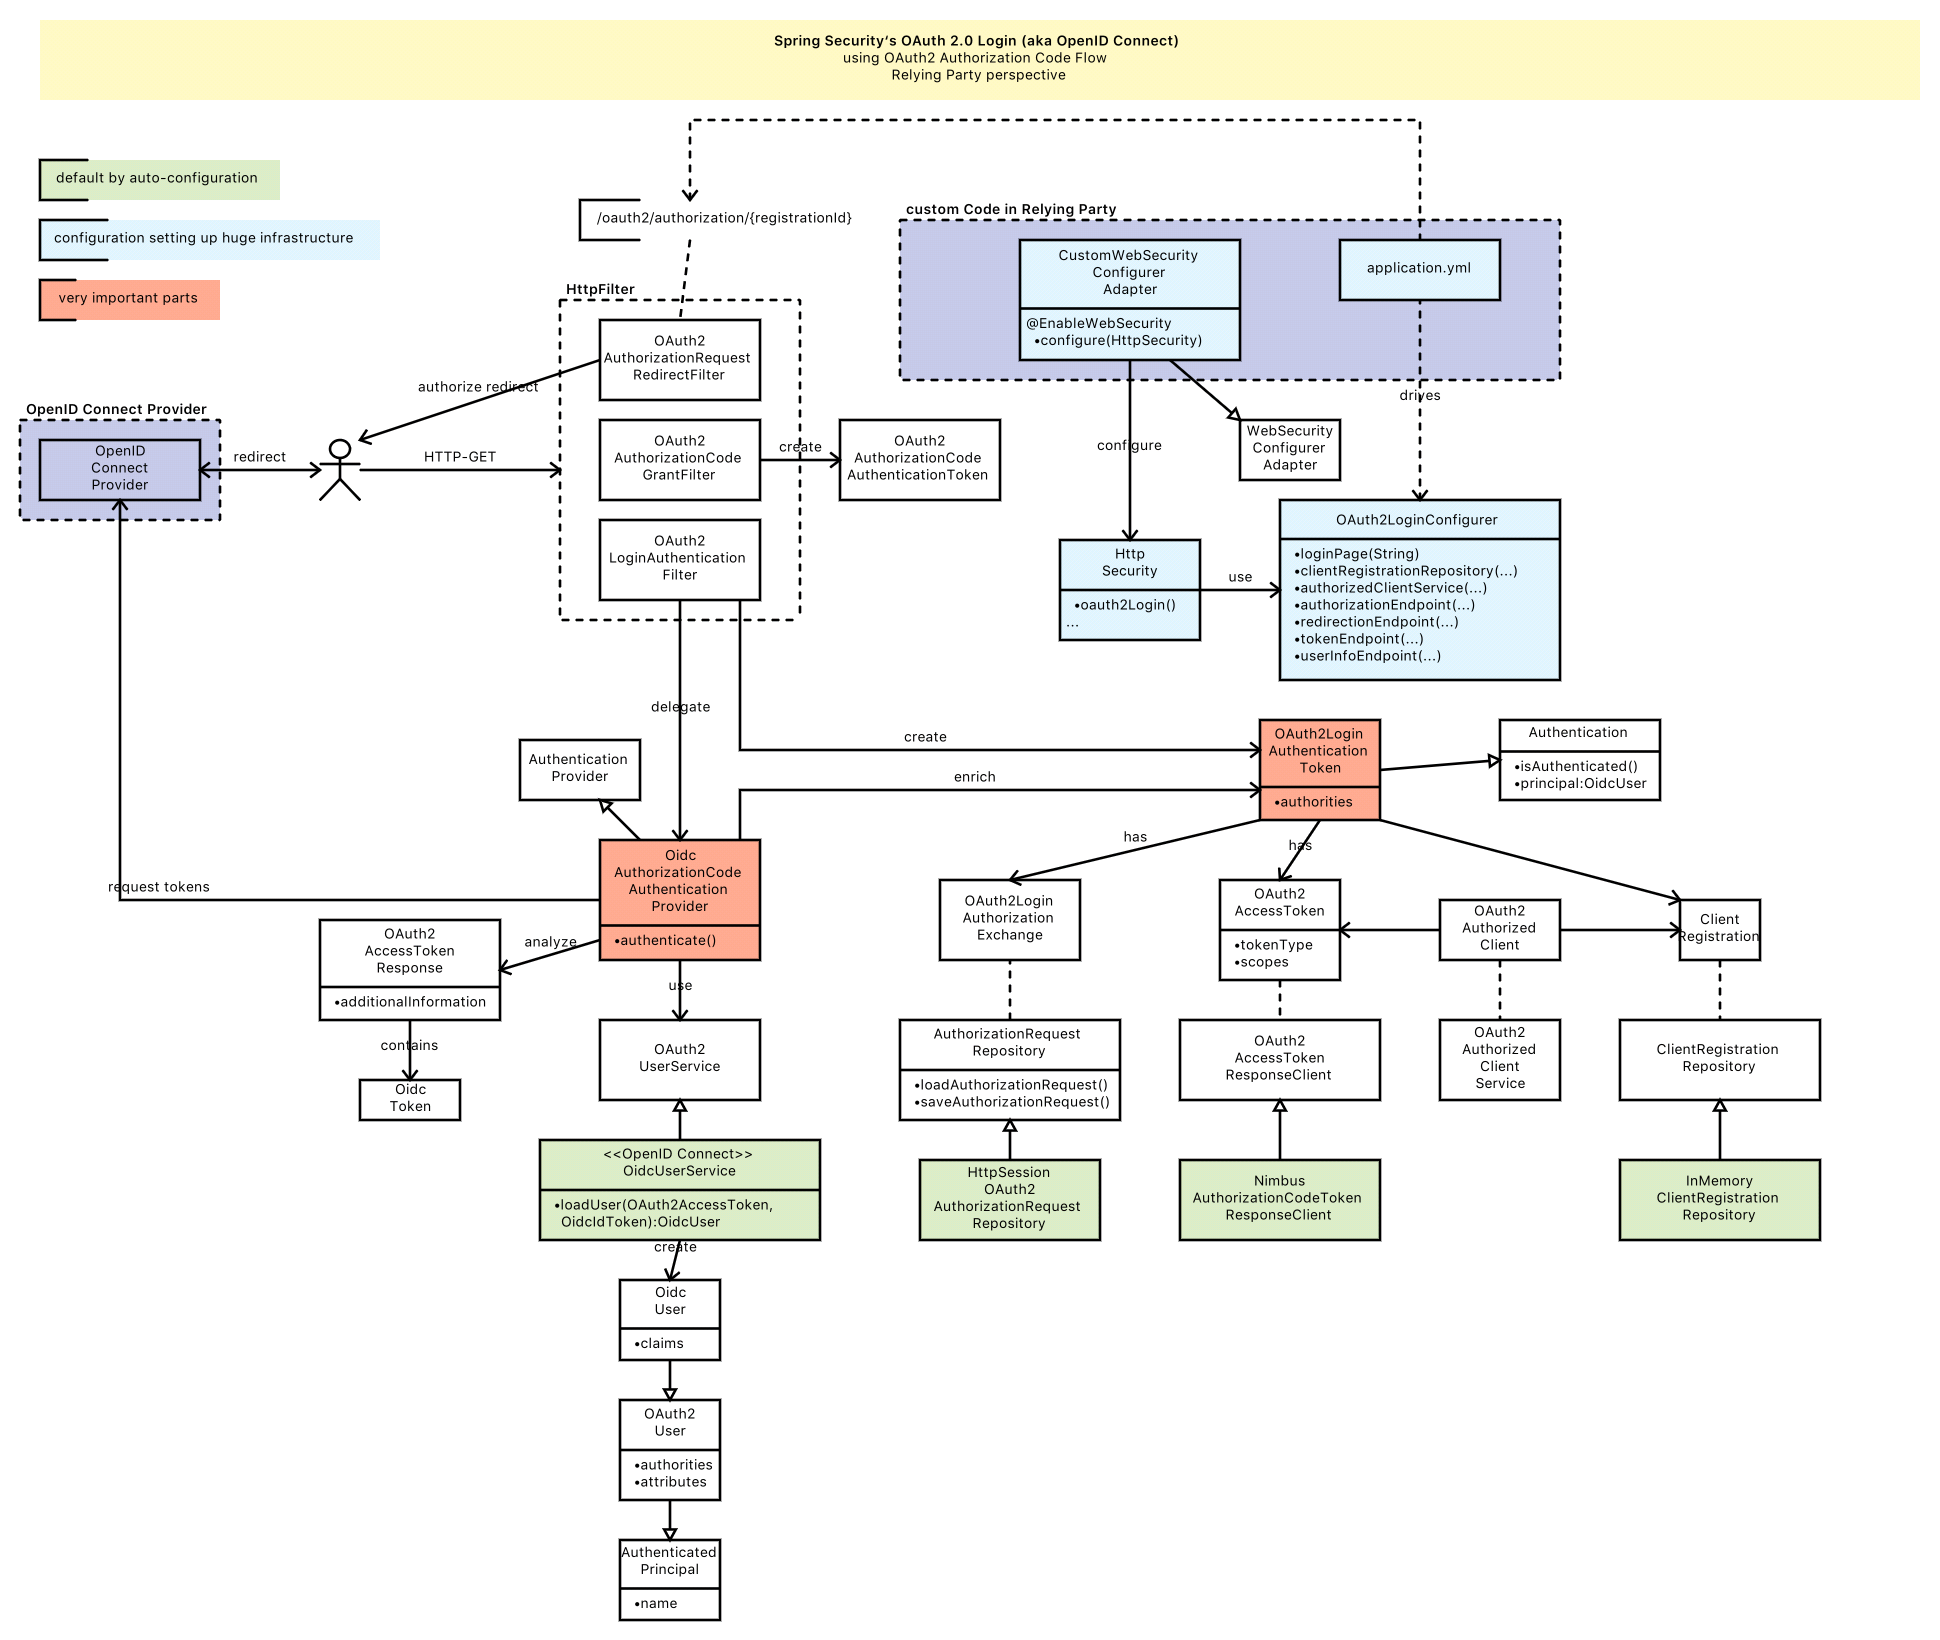 Spring Security‘s OAuth 2.0 Login (aka OpenID Connect)
using OAuth2 Authorization Code Flow
Relying Party perspective
default by auto-configuration
configuration setting up huge infrastructure
very important parts
/oauth2/authorization/{registrationId}
custom Code in Relying Party
CustomWebSecurity
Configurer
Adapter
@EnableWebSecurity
•configure(HttpSecurity)
application.yml
HttpFilter
OAuth2
AuthorizationRequest
RedirectFilter
authorize redirect
OpenID Connect Provider
OpenID
Connect
Provider
redirect
HTTP-GET
OAuth2
AuthorizationCode
GrantFilter
create
OAuth2
AuthorizationCode
AuthenticationToken
OAuth2
LoginAuthentication
Filter
configure
drives
WebSecurity
Configurer
Adapter
Http
Security
•oauth2Login()
...
use
OAuth2LoginConfigurer
•loginPage(String)
•clientRegistrationRepository(...)
•authorizedClientService(...)
•authorizationEndpoint(...)
•redirectionEndpoint(...)
•tokenEndpoint(...)
•userInfoEndpoint(...)
delegate
create
enrich
Authentication
Provider
OAuth2Login
Authentication
Token
•authorities
Authentication
•isAuthenticated()
•principal:OidcUser
Oidc
AuthorizationCode
Authentication
Provider
•authenticate()
request tokens
analyze
OAuth2
AccessToken
Response
•additionalInformation
contains
Oidc
Token
use
OAuth2
UserService
has
has
OAuth2Login
Authorization
Exchange
OAuth2
AccessToken
•tokenType
•scopes
OAuth2
Authorized
Client
Client
Registration
AuthorizationRequest
Repository
•loadAuthorizationRequest()
•saveAuthorizationRequest()
OAuth2
AccessToken
ResponseClient
OAuth2
Authorized
Client
Service
ClientRegistration
Repository
<<OpenID Connect>>
OidcUserService
•loadUser(OAuth2AccessToken,
OidcIdToken):OidcUser
HttpSession
OAuth2
AuthorizationRequest
Repository
Nimbus
AuthorizationCodeToken
ResponseClient
InMemory
ClientRegistration
Repository
create
Oidc
User
•claims
OAuth2
User
•authorities
•attributes
Authenticated
Principal
•name